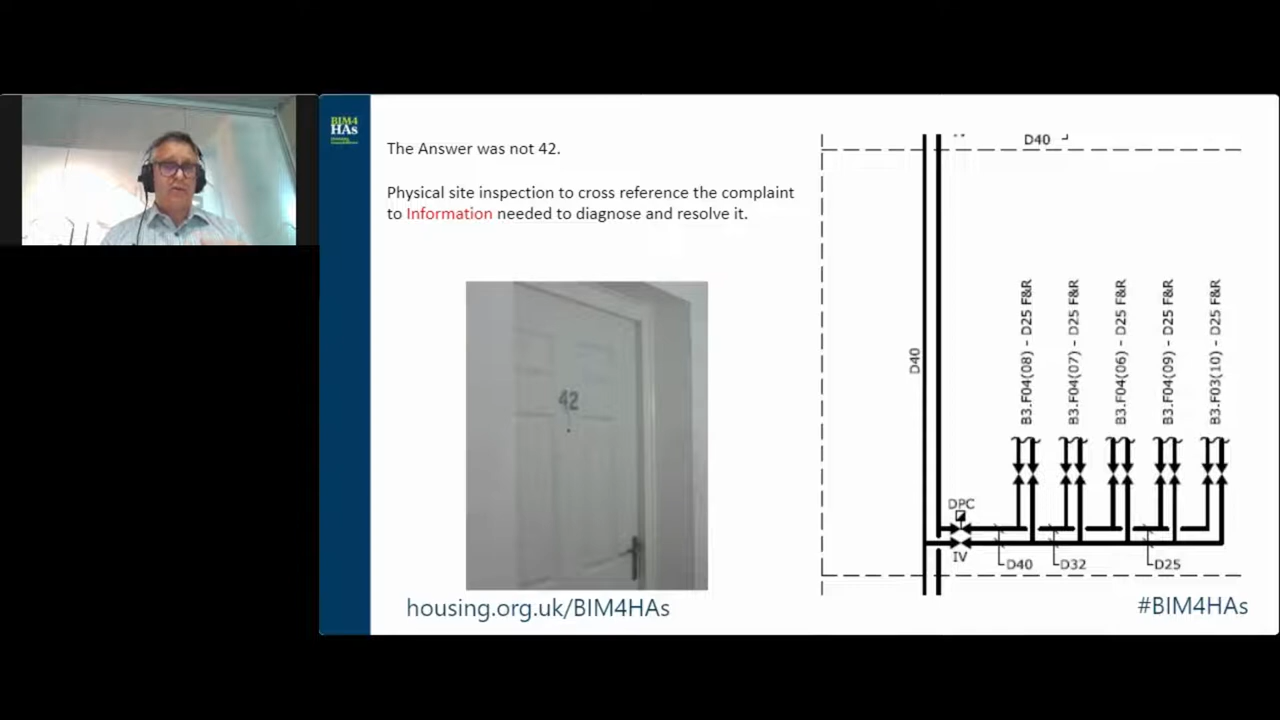 BIM4
HAs
The Answer was not 42.
Physical site inspection to cross reference the complaint
to Information needed to diagnose and resolve it.
42
D40
D40
B3.F04(08) - D25 F&R
B3.F04(07) - D25 F&R
B3.F04(06) - D25 F&R
B3.F04(09) - D25 F&R
B3.F03(10) - D25 F&R
DPC
IV
D40
D32
D25
housing.org.uk/BIM4HAs
#BIM4HAs